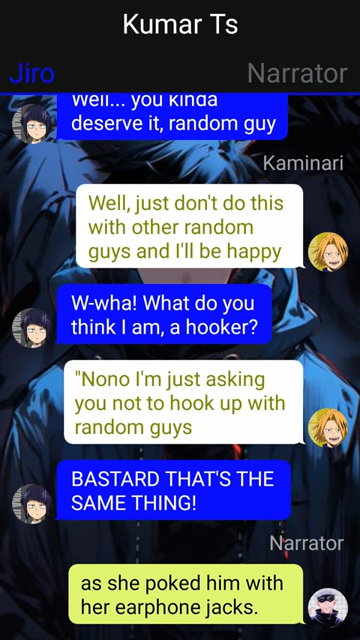 Kumar Ts
Jiro
Narrator
Well... you kinda
deserve it, random guy
Kaminari
Well, just don't do this
with other random
guys and I'll be happy
W-wha! What do you
think I am, a hooker?
"Nono I'm just asking
you not to hook up with
random guys
BASTARD THAT'S THE
SAME THING!
Narrator
as she poked him with
her earphone jacks.